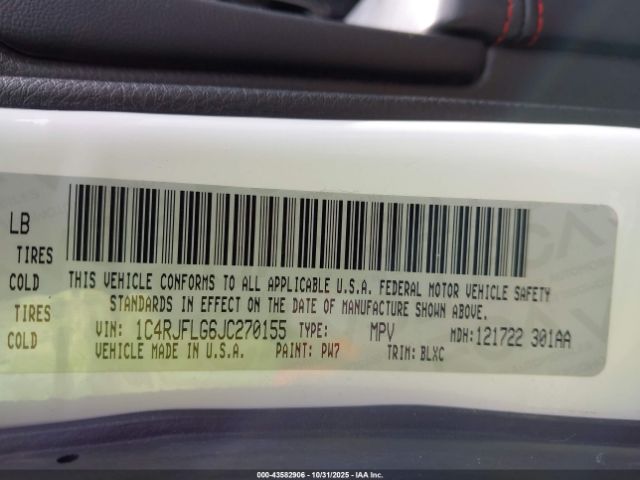 LB
TIRES
COLD
TIRES
COLD
THIS VEHICLE CONFORMS TO ALL APPLICABLE U.S.A. FEDERAL MOTOR VEHICLE SAFETY
STANDARDS IN EFFECT ON THE DATE OF MANUFACTURE SHOWN ABOVE.
VIN: 1C4RJFLG6JC270155 TYPE: MPV MDH:121722 301AA
VEHICLE MADE IN U.S.A. PAINT: PW7 TRIM: BLXC
000-43582906 - 10/31/2025 - IAA Inc.